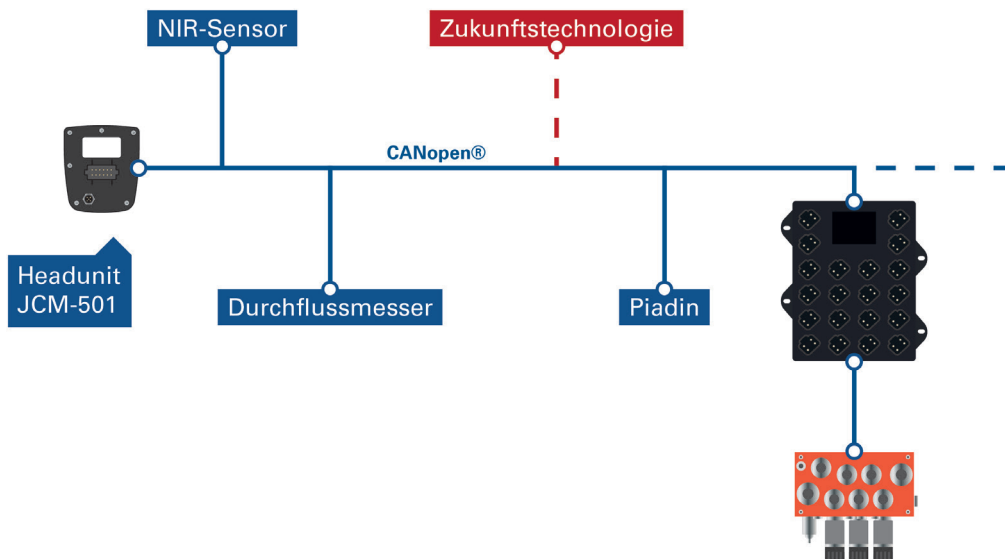 NIR-Sensor
Zukunftstechnologie
CANopen®
Headunit
JCM-501
Durchflussmesser
Piadin